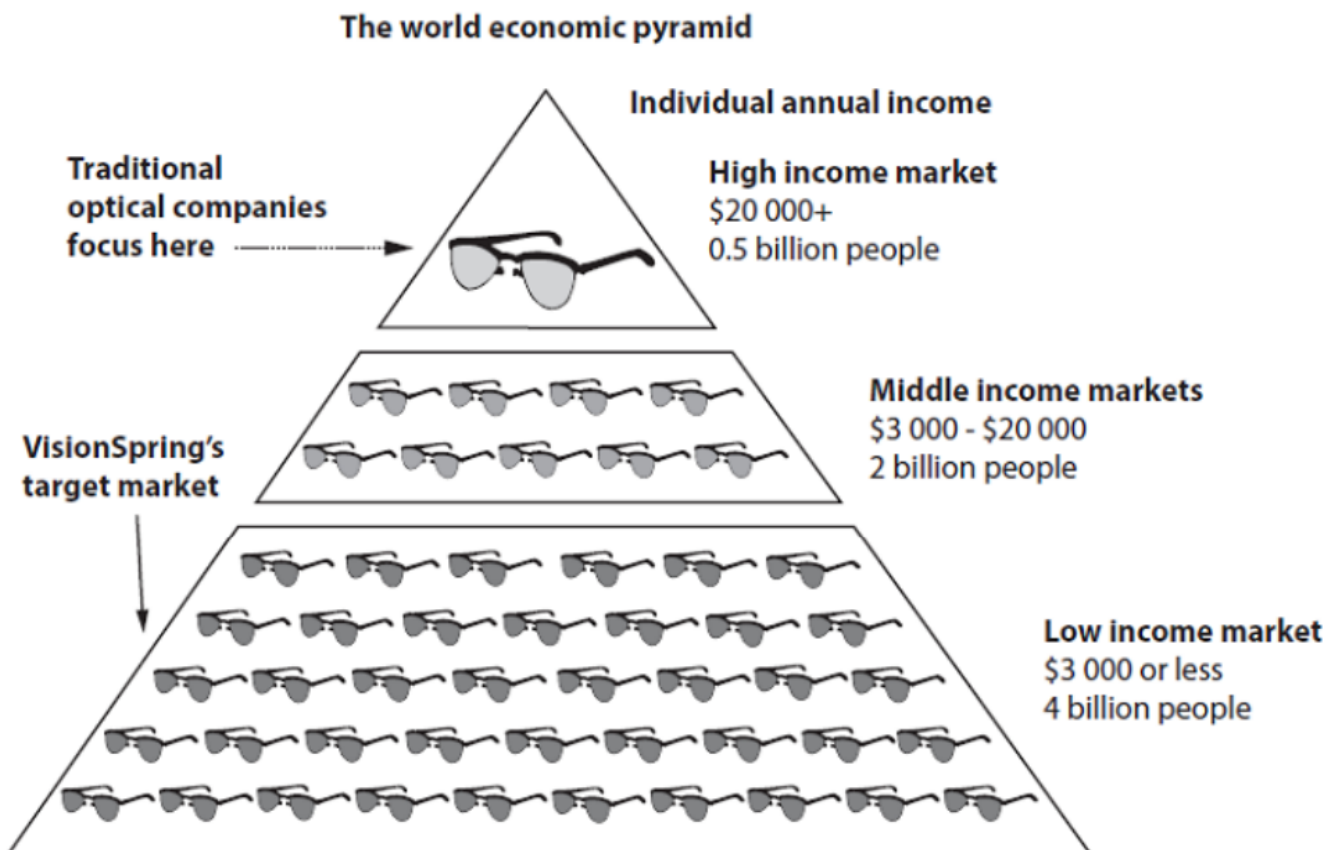 The world economic pyramid
Individual annual income
Traditional
optical companies
focus here
High income market
$20 000+
0.5 billion people
Middle income markets
$3 000 - $20 000
2 billion people
VisionSpring’s
target market
Low income market
$3 000 or less
4 billion people